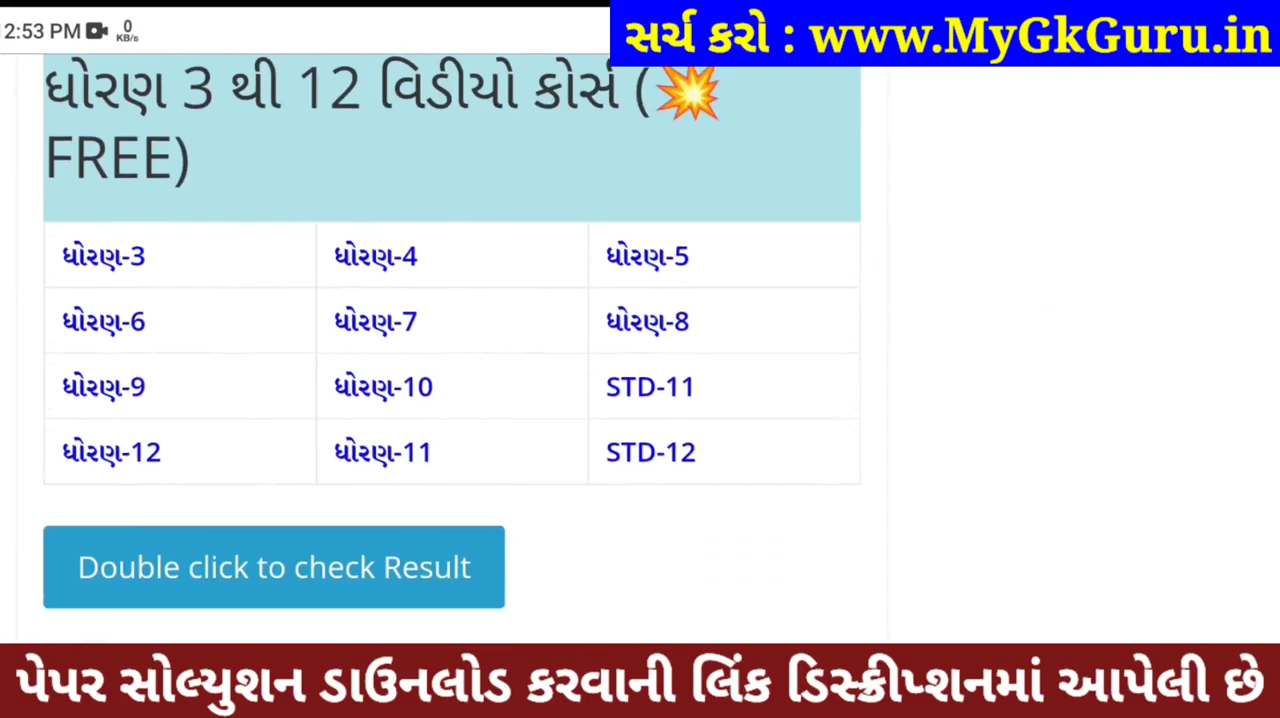 2:53 PM 0 KB/s
સર્ચ કરો : www.MyGkGuru.in
ધોરણ 3 થી 12 વિડીયો કોર્સ (💥
FREE)
ધોરણ-3 ધોરણ-4 ધોરણ-5
ધોરણ-6 ધોરણ-7 ધોરણ-8
ધોરણ-9 ધોરણ-10 STD-11
ધોરણ-12 ધોરણ-11 STD-12
Double click to check Result
પેપર સોલ્યુશન ડાઉનલોડ કરવાની લિંક ડિસ્ક્રીપ્શનમાં આપેલી છે